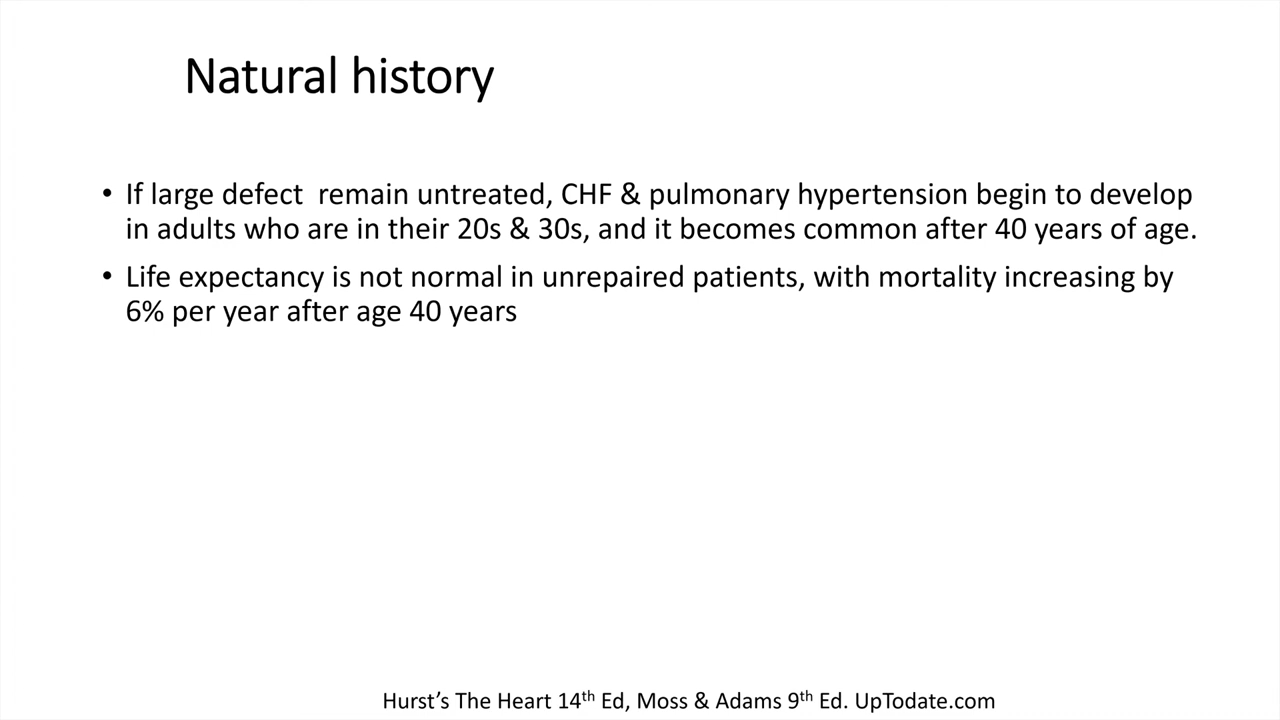 Natural history
• If large defect  remain untreated, CHF & pulmonary hypertension begin to develop
in adults who are in their 20s & 30s, and it becomes common after 40 years of age.
• Life expectancy is not normal in unrepaired patients, with mortality increasing by
6% per year after age 40 years
Hurst’s The Heart 14th Ed, Moss & Adams 9th Ed. UpTodate.com